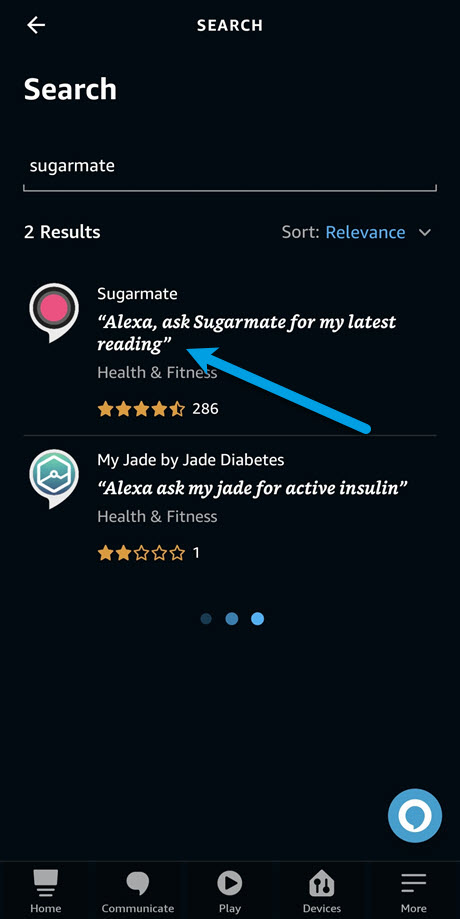 SEARCH
Search
sugarmate
2 Results
Sort: Relevance
Sugarmate
“Alexa, ask Sugarmate for my latest
reading”
Health & Fitness
286
My Jade by Jade Diabetes
“Alexa ask my jade for active insulin”
Health & Fitness
1
Home
Communicate
Play
Devices
More